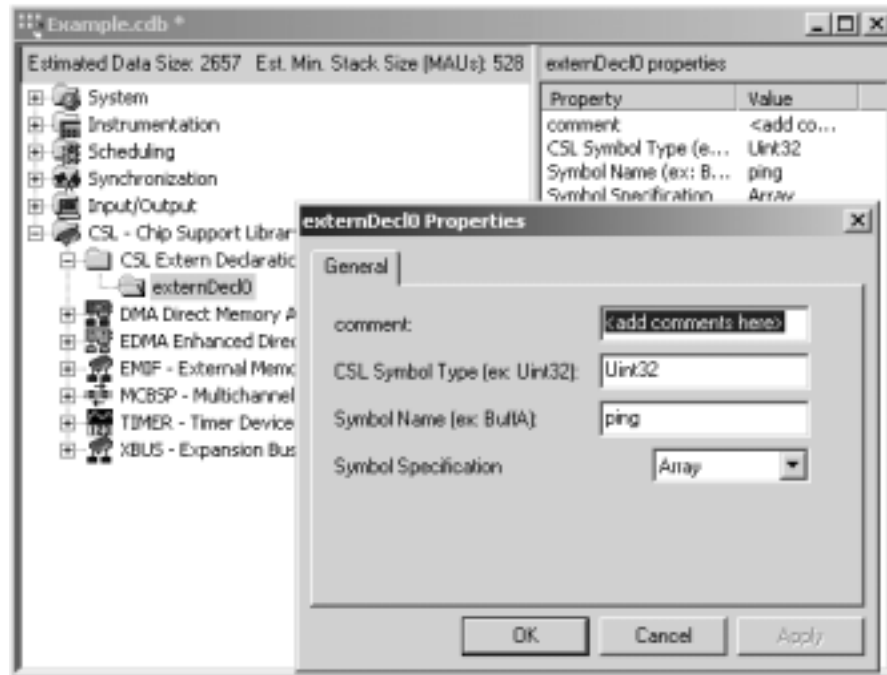 Example.cdb *
Estimated Data Size: 2657 Est. Min. Stack Size (MAUs): 528
externDecl0 properties
System
Instrumentation
Scheduling
Synchronization
Input/Output
CSL - Chip Support Librar
CSL Extern Declaratic
externDecl0
DMA Direct Memory A
EDMA Enhanced Direc
EMIF - External Memc
MCBSP - Multichannel
TIMER - Timer Device
XBUS - Expansion Bus
Property Value
comment <add co...
CSL Symbol Type (e... Uint32
Symbol Name (ex: B... ping
Symbol Specification Array
externDecl0 Properties
General
comment: <add comments here>
CSL Symbol Type (ex: Uint32): Uint32
Symbol Name (ex: BuffA): ping
Symbol Specification Array
OK Cancel Apply